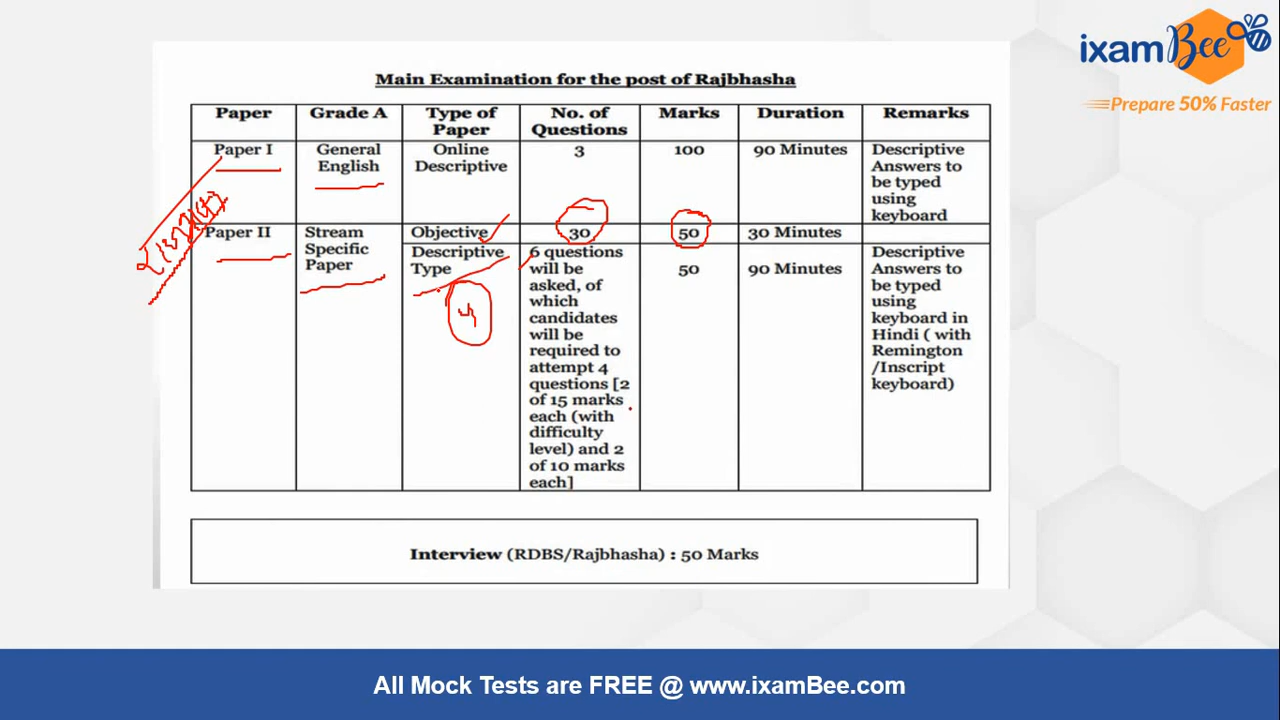 ixamBee
Prepare 50% Faster
Main Examination for the post of Rajbhasha
Paper Grade A Type of Paper No. of Questions Marks Duration Remarks
Paper I General English Online Descriptive 3 100 90 Minutes Descriptive Answers to be typed using keyboard
Paper II Stream Specific Paper Objective 30 50 30 Minutes
Descriptive Type 6 questions will be asked, of which candidates will be required to attempt 4 questions [2 of 15 marks each (with difficulty level) and 2 of 10 marks each] 50 90 Minutes Descriptive Answers to be typed using keyboard in Hindi ( with Remington /Inscript keyboard)
4
Interview (RDBS/Rajbhasha) : 50 Marks
All Mock Tests are FREE @ www.ixamBee.com